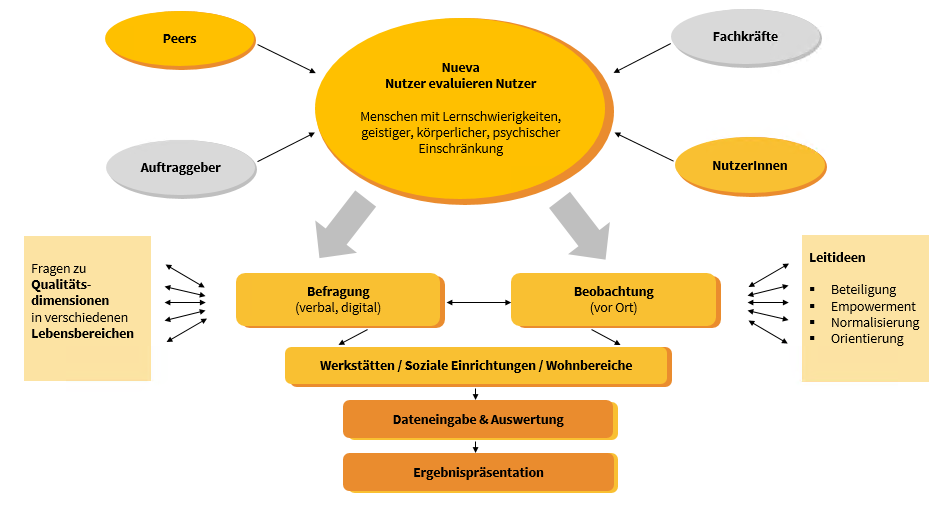 Peers
Fachkräfte
Nueva
Nutzer evaluieren Nutzer
Menschen mit Lernschwierigkeiten,
geistiger, körperlicher, psychischer
Einschränkung
Auftraggeber
NutzerInnen
Fragen zu
Qualitäts-
dimensionen
in verschiedenen
Lebensbereichen
Befragung
(verbal, digital)
Beobachtung
(vor Ort)
Leitideen
▪ Beteiligung
▪ Empowerment
▪ Normalisierung
▪ Orientierung
Werkstätten / Soziale Einrichtungen / Wohnbereiche
Dateneingabe & Auswertung
Ergebnispräsentation